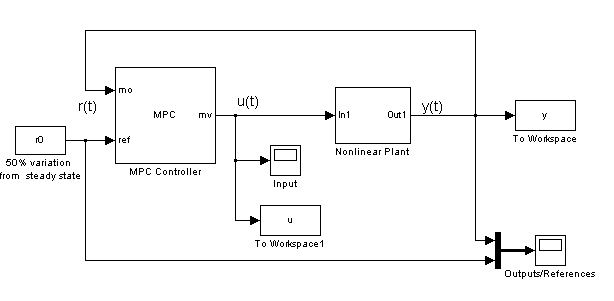 mo
r(t)
MPC
mv
u(t)
In1
Out1
y(t)
y
To Workspace
ref
r0
50% variation
from steady state
MPC Controller
Nonlinear Plant
Input
u
To Workspace1
Outputs/References